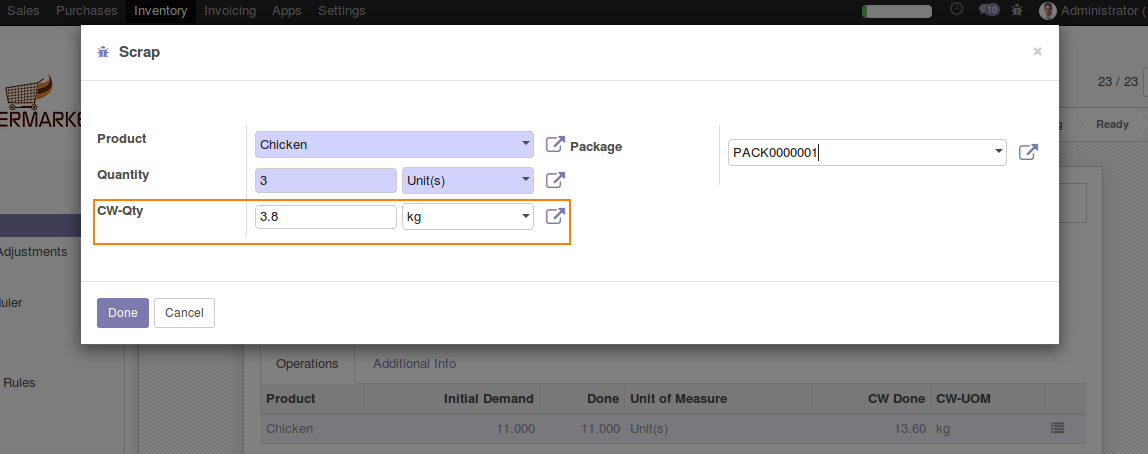 Sales Purchases Inventory Invoicing Apps Settings 10 Administrator (
Scrap ×
ERMARKE
23 / 23
Ready
Product Chicken Package PACK0000001
Quantity 3 Unit(s)
CW-Qty 3.8 kg
Adjustments
uler
Rules
Done Cancel
Operations Additional Info
Product Initial Demand Done Unit of Measure CW Done CW-UOM
Chicken 11.000 11.000 Unit(s) 13.60 kg